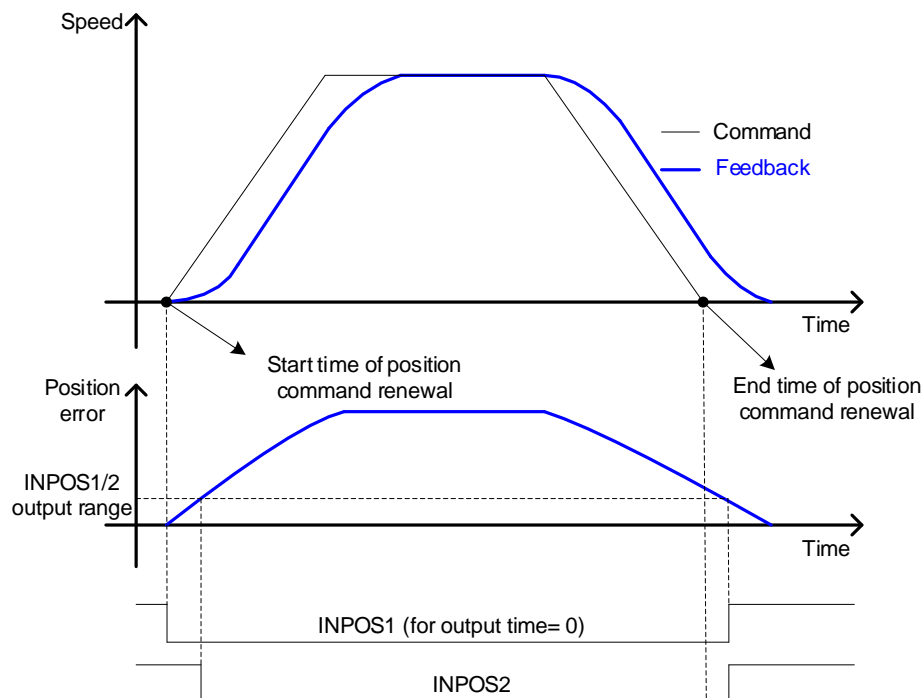 Speed
Command
Feedback
Time
Start time of position
command renewal
End time of position
command renewal
Position
error
INPOS1/2
output range
Time
INPOS1 (for output time= 0)
INPOS2